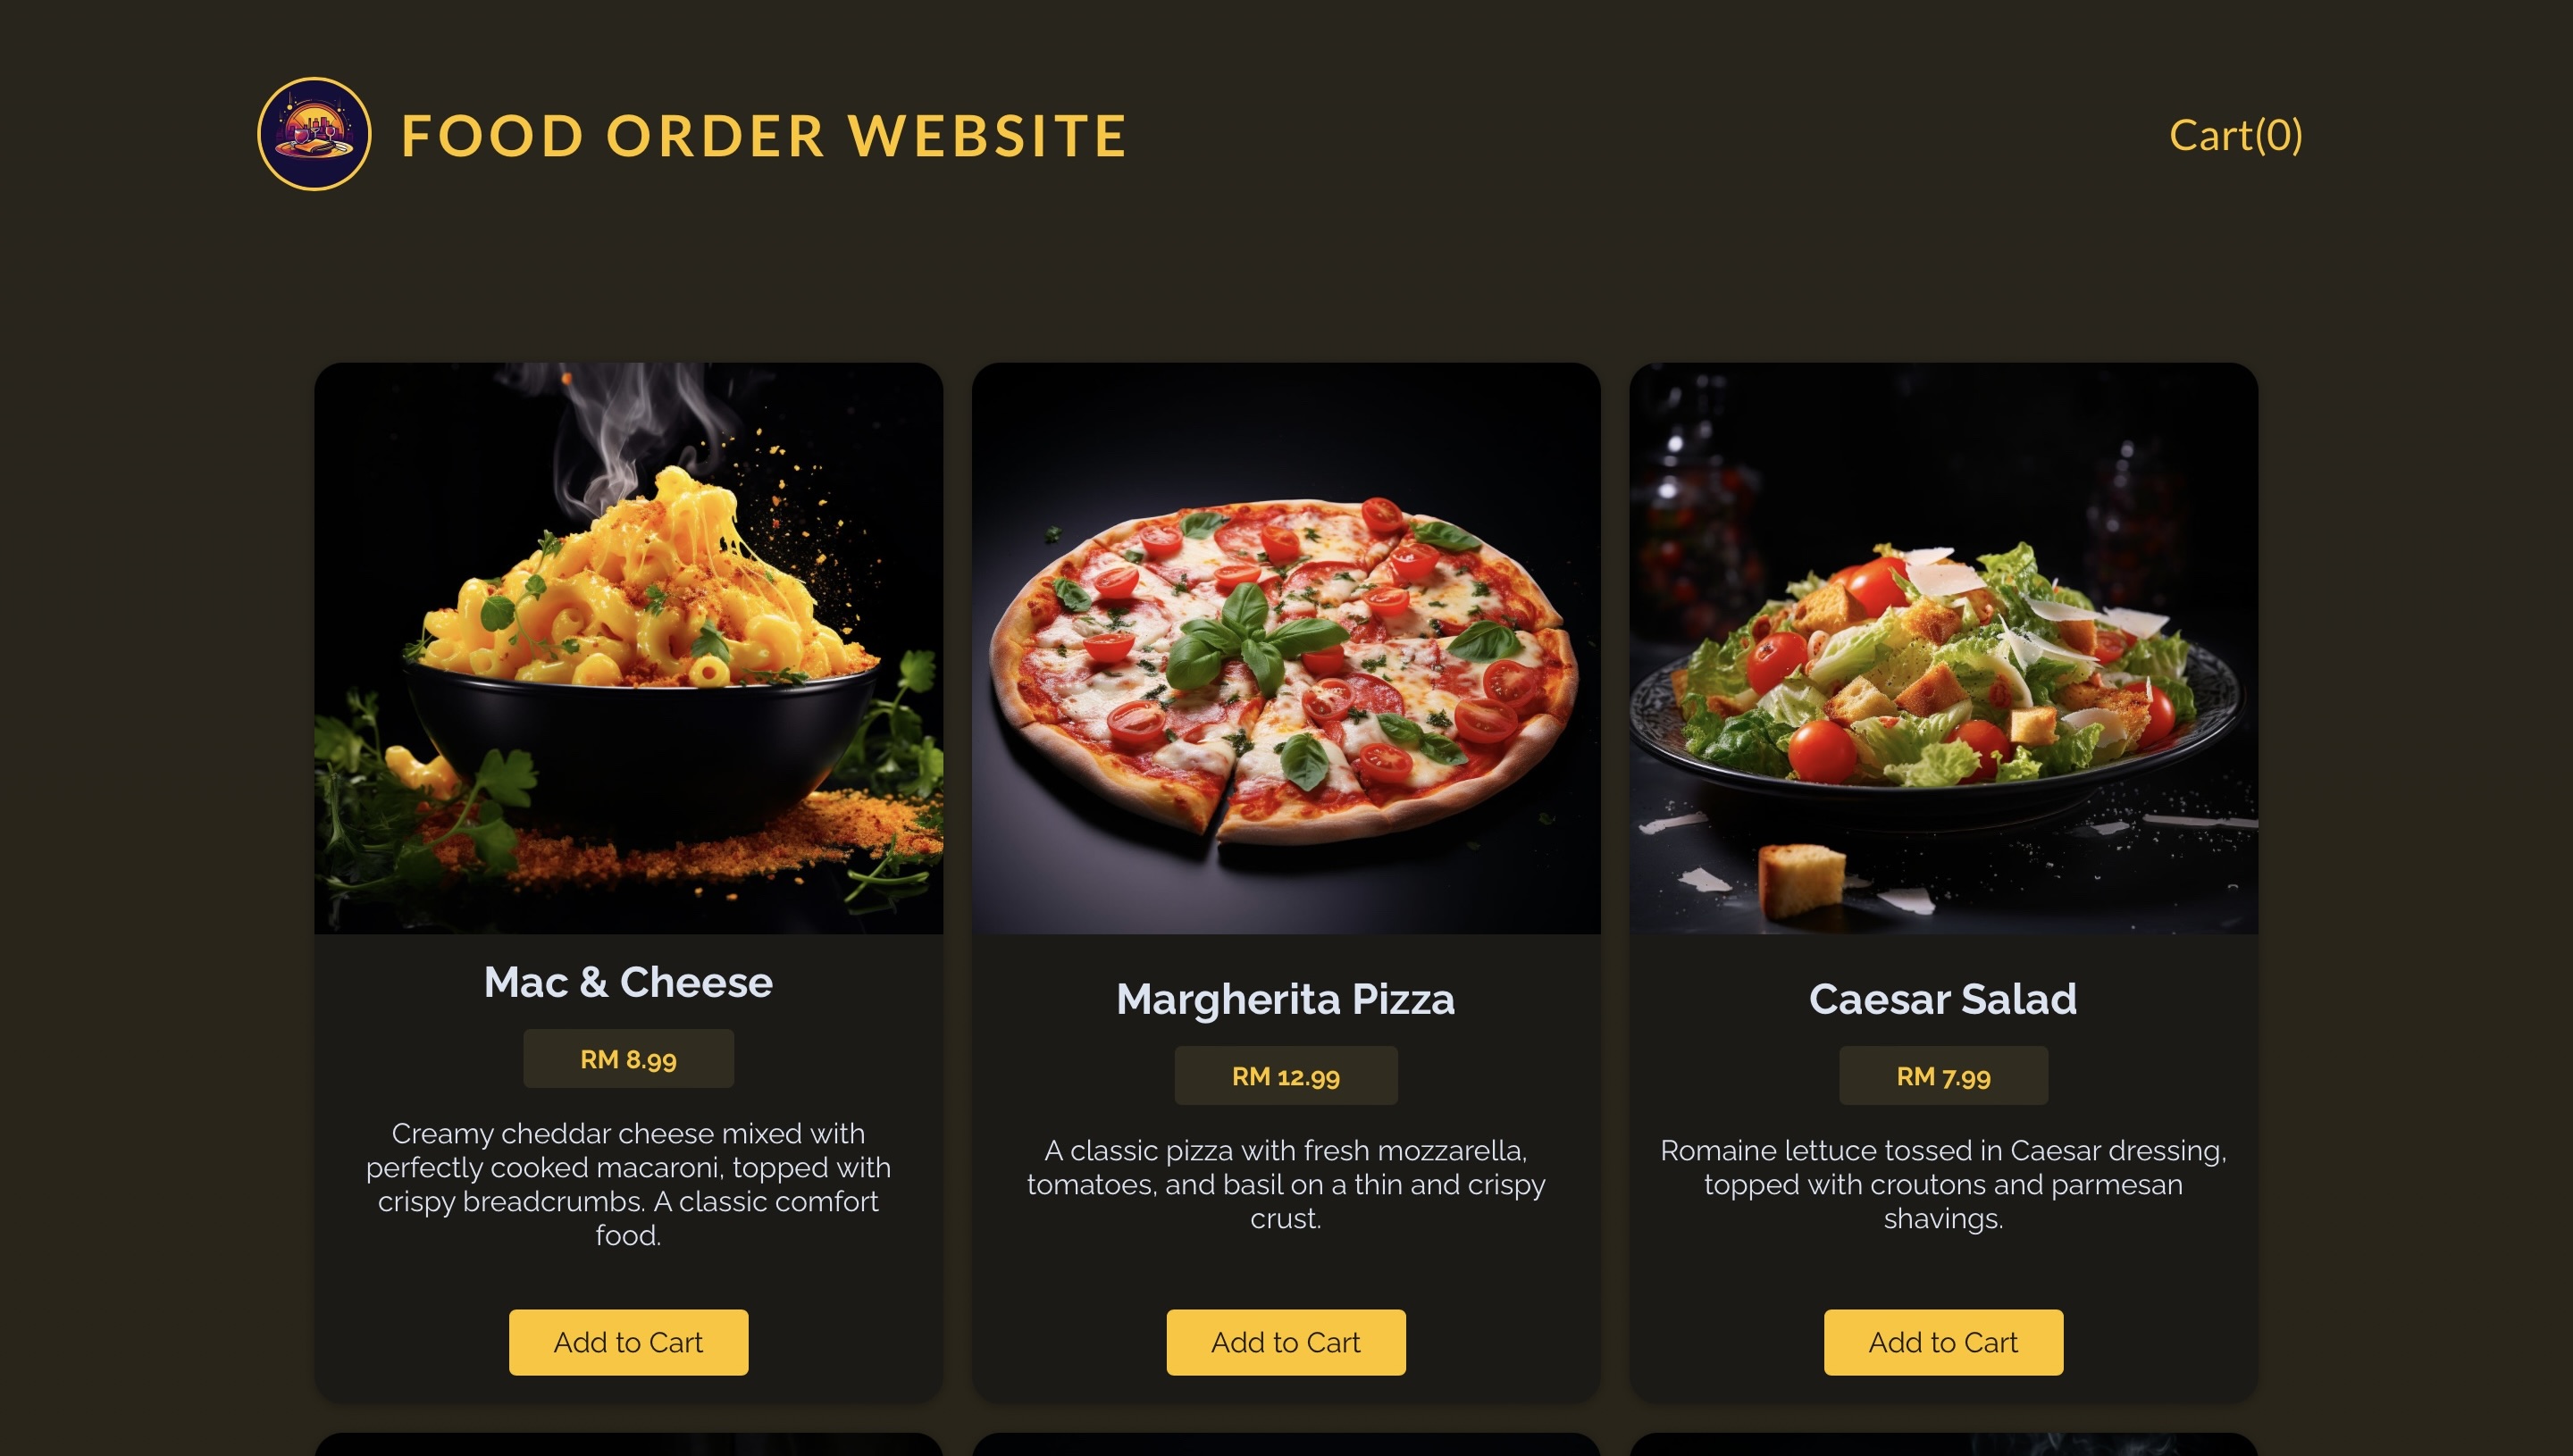 FOOD ORDER WEBSITE
Cart(0)
Mac & Cheese
RM 8.99
Creamy cheddar cheese mixed with
perfectly cooked macaroni, topped with
crispy breadcrumbs. A classic comfort
food.
Add to Cart
Margherita Pizza
RM 12.99
A classic pizza with fresh mozzarella,
tomatoes, and basil on a thin and crispy
crust.
Add to Cart
Caesar Salad
RM 7.99
Romaine lettuce tossed in Caesar dressing,
topped with croutons and parmesan
shavings.
Add to Cart